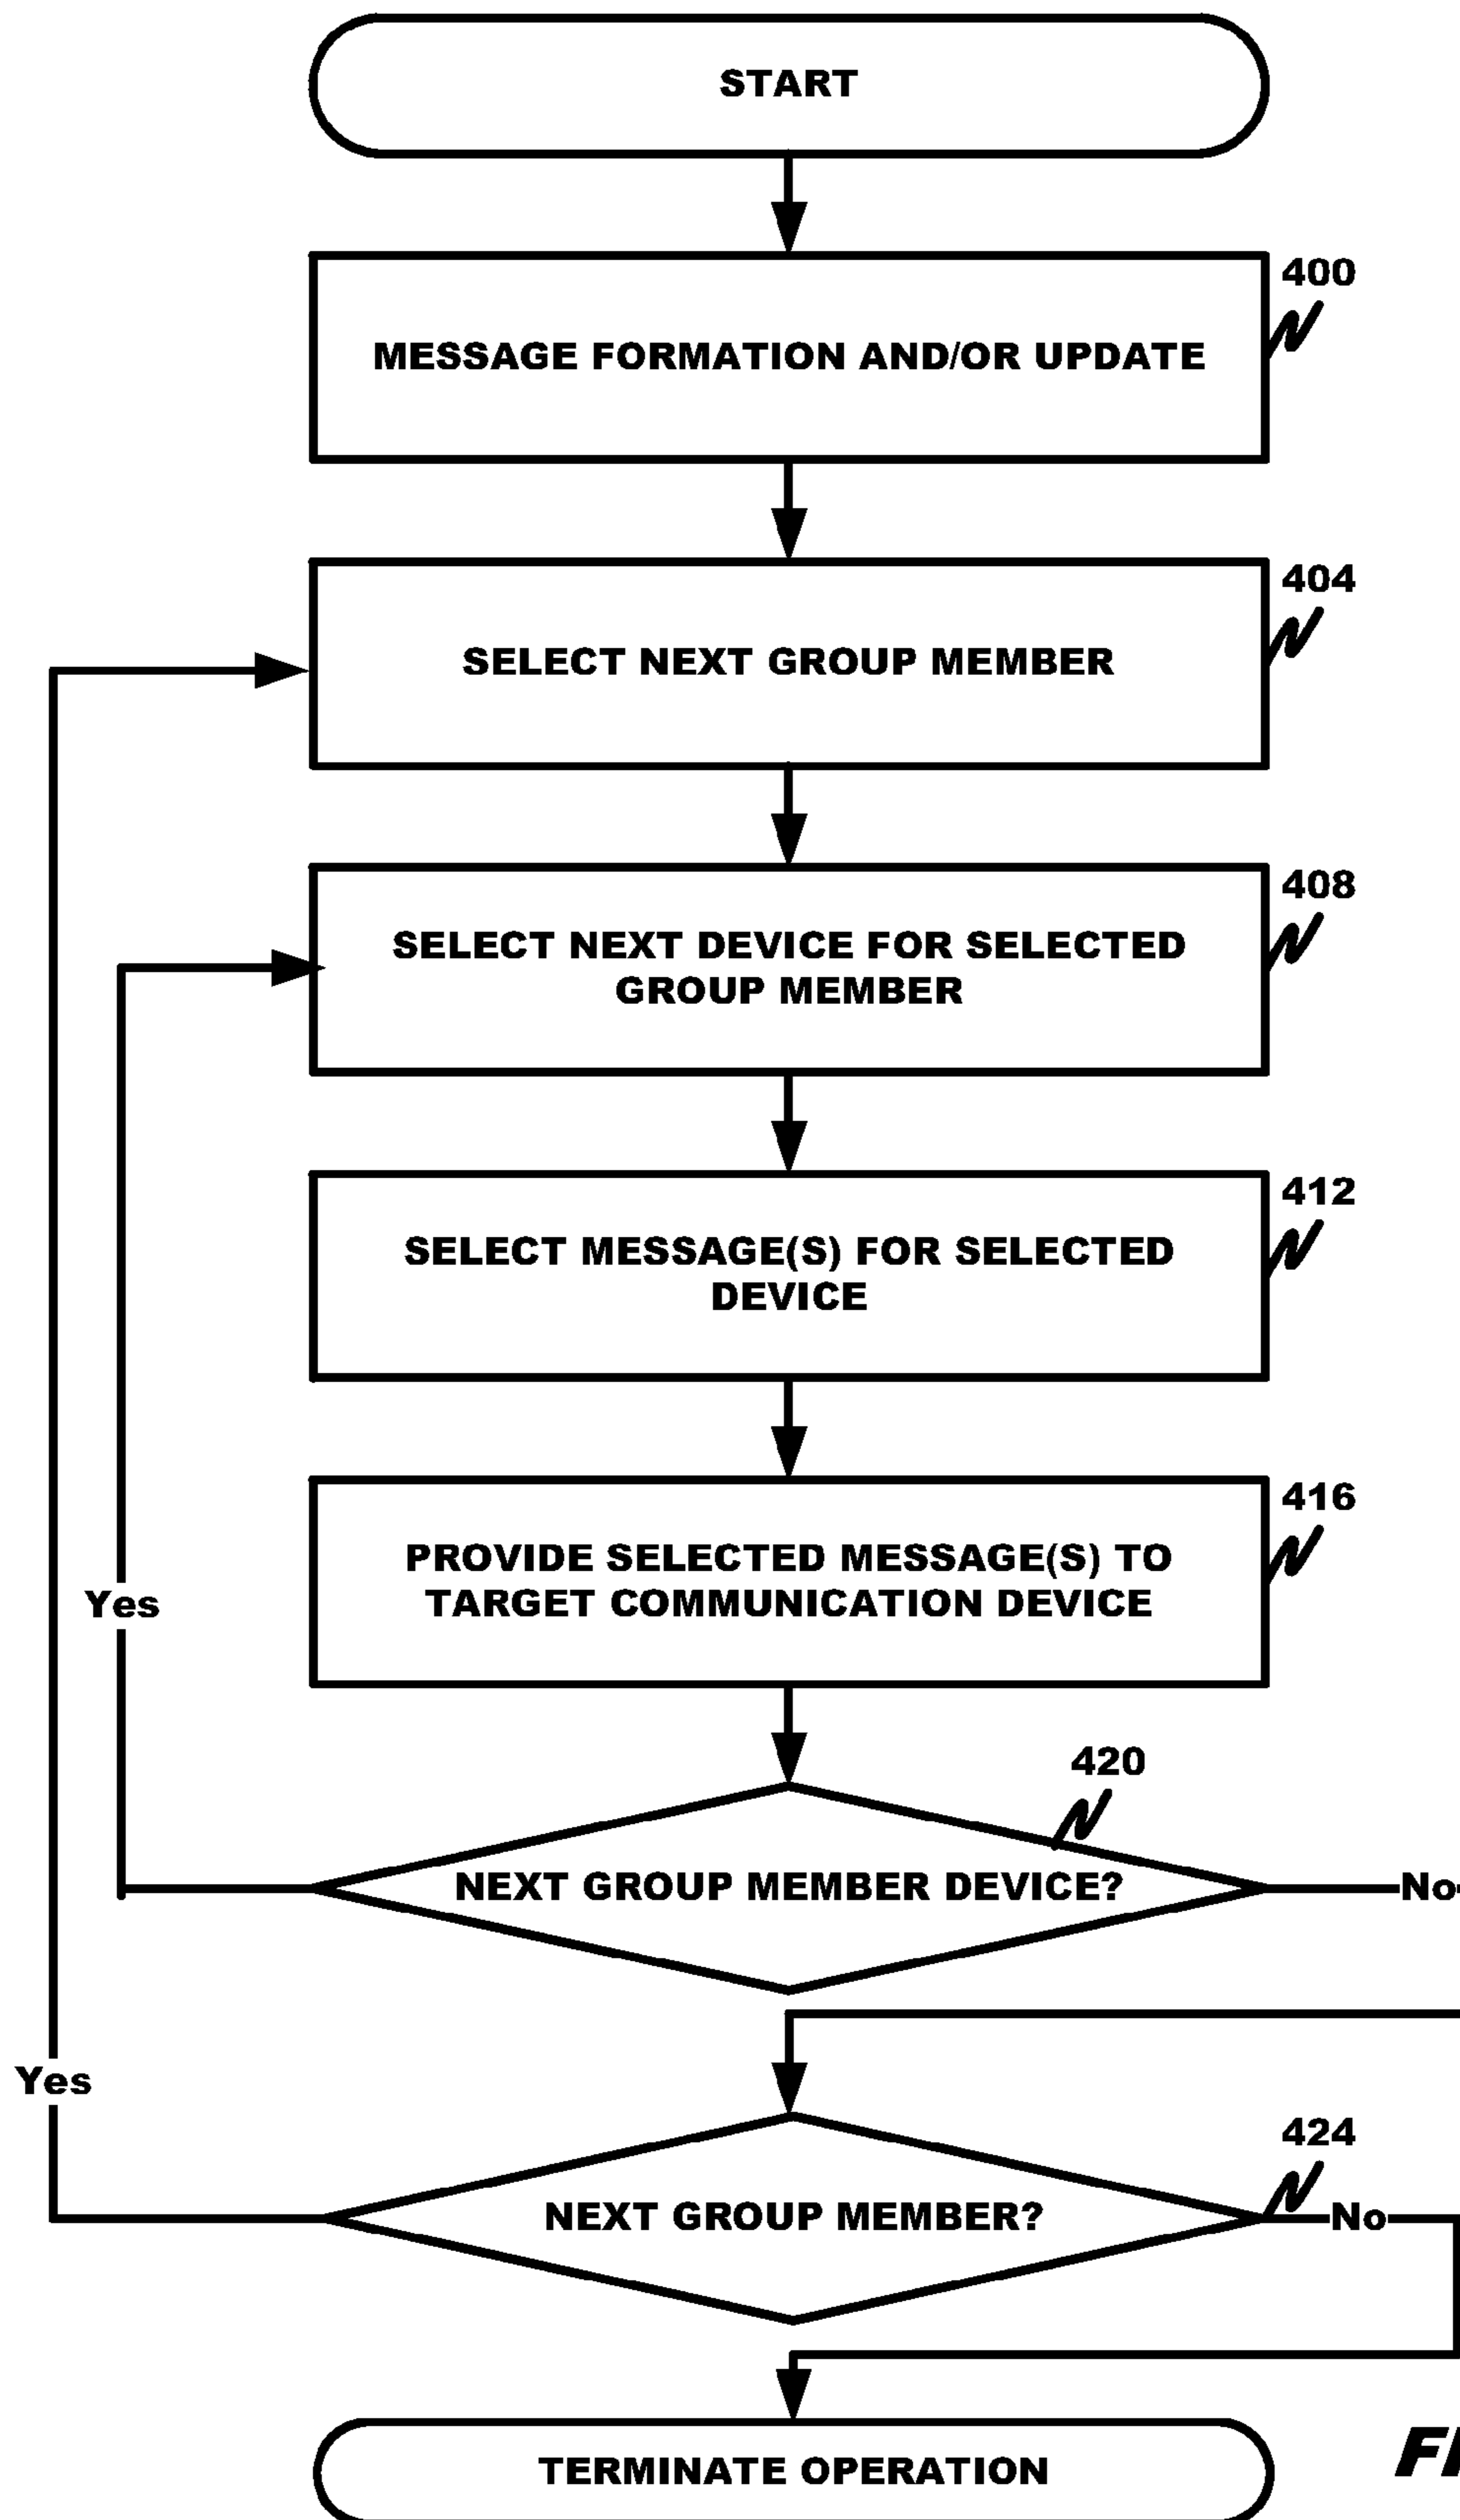 START
400
MESSAGE FORMATION AND/OR UPDATE
404
SELECT NEXT GROUP MEMBER
408
SELECT NEXT DEVICE FOR SELECTED
GROUP MEMBER
412
SELECT MESSAGE(S) FOR SELECTED
DEVICE
416
PROVIDE SELECTED MESSAGE(S) TO
TARGET COMMUNICATION DEVICE
Yes
420
NEXT GROUP MEMBER DEVICE?
No
Yes
424
NEXT GROUP MEMBER?
No
TERMINATE OPERATION